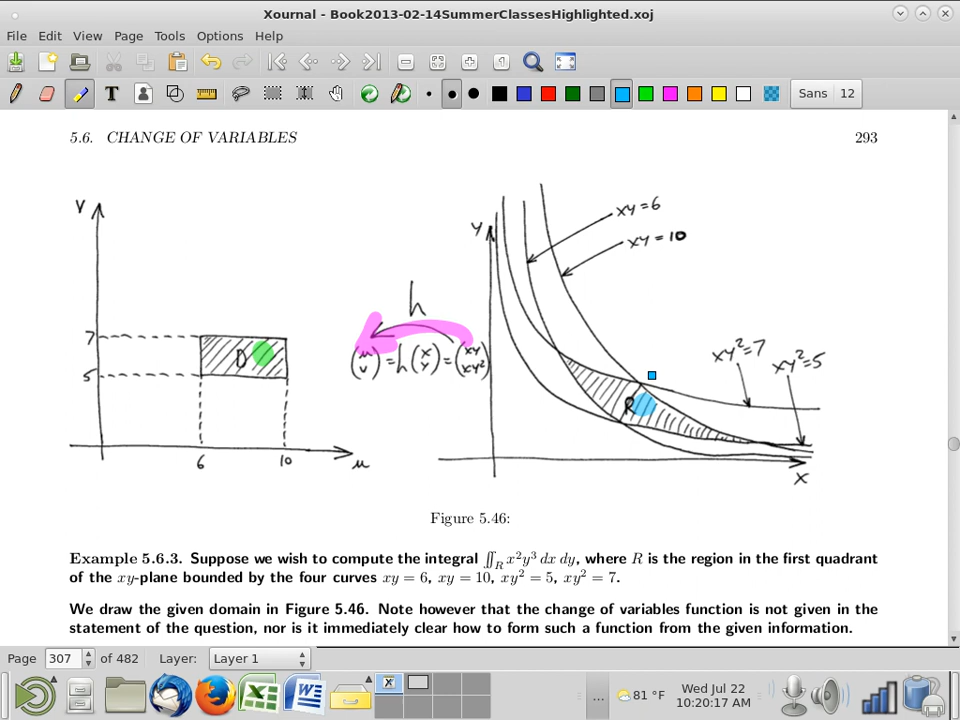 Xournal - Book2013-02-14SummerClassesHighlighted.xoj
File Edit View Page Tools Options Help
Sans 12
5.6. CHANGE OF VARIABLES 293
V
7
5
D
6 10 u
h
(u v) = h(x y) = (xy xy²)
y
xy=6
xy=10
xy²=7
xy²=5
R
x
Figure 5.46:
Example 5.6.3. Suppose we wish to compute the integral ∬_R x²y³ dx dy, where R is the region in the first quadrant
of the xy-plane bounded by the four curves xy = 6, xy = 10, xy² = 5, xy² = 7.
We draw the given domain in Figure 5.46. Note however that the change of variables function is not given in the
statement of the question, nor is it immediately clear how to form such a function from the given information.
Page 307 of 482 Layer: Layer 1
... 81 °F Wed Jul 22
10:20:17 AM